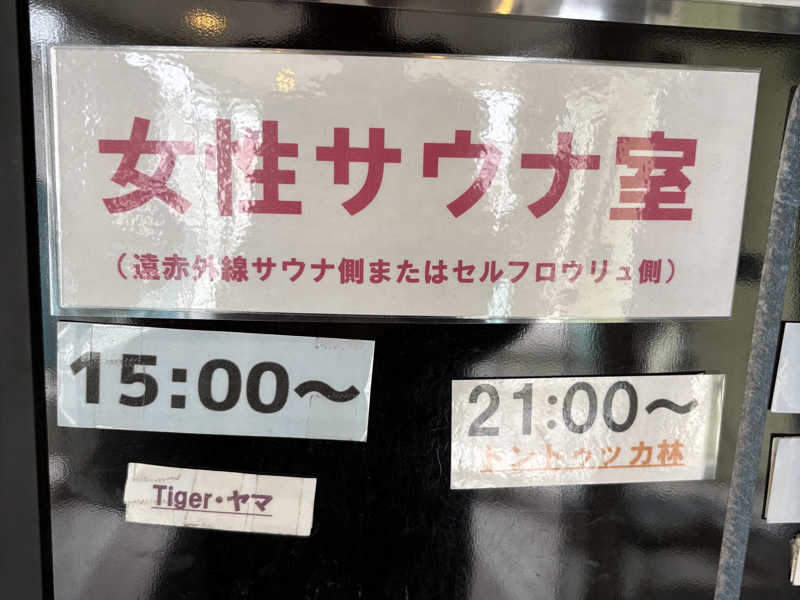 女性サウナ室
（遠赤外線サウナ側またはセルフロウリュ側）
15:00〜
21:00〜
トントゥッカ林
Tiger・ヤマ